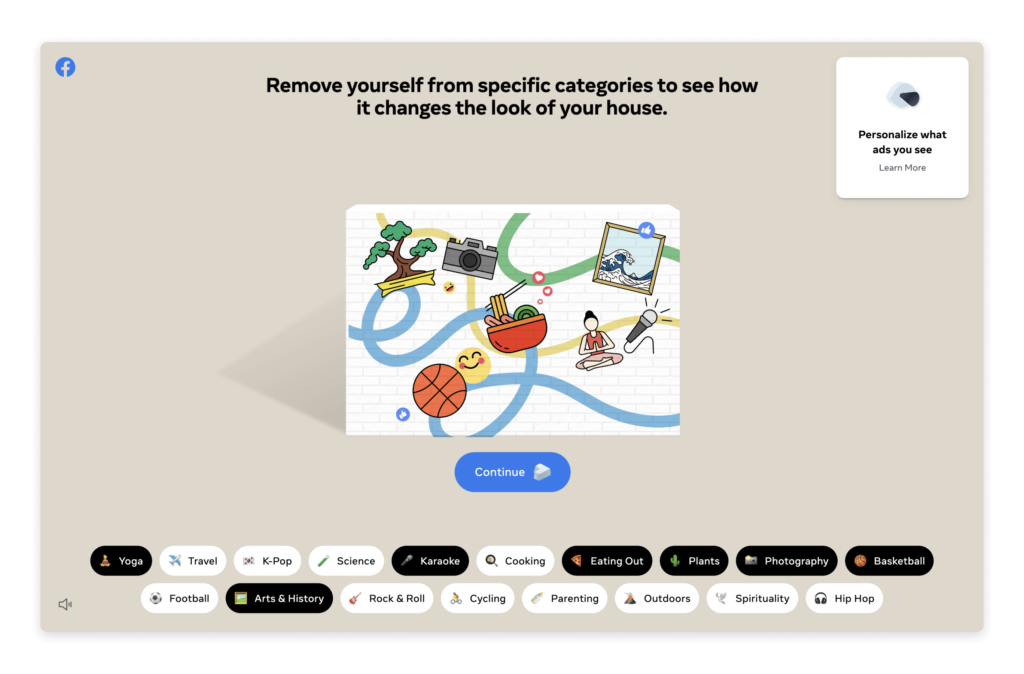 Remove yourself from specific categories to see how
it changes the look of your house.
Personalize what
ads you see
Learn More
Continue
Yoga
Travel
K-Pop
Science
Karaoke
Cooking
Eating Out
Plants
Photography
Basketball
Football
Arts & History
Rock & Roll
Cycling
Parenting
Outdoors
Spirituality
Hip Hop